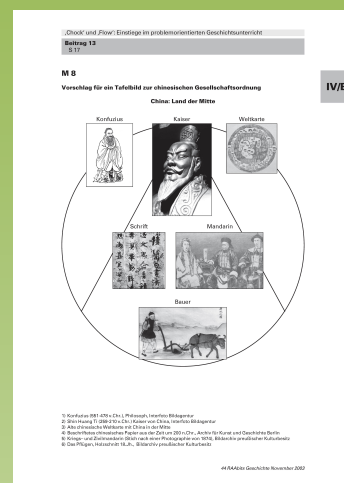 ‚Chock' und ‚Flow': Einstiege im problemorientierten Geschichtsunterricht
Beitrag 13
S 17
IV/B
M 8
Vorschlag für ein Tafelbild zur chinesischen Gesellschaftsordnung
China: Land der Mitte
Konfuzius
Kaiser
Weltkarte
Schrift
Mandarin
Bauer
1) Konfuzius (551-479 v.Chr.), Philosoph, Interfoto Bildagentur
2) Shin Huang Ti (259-210 v.Chr.) Kaiser von China, Interfoto Bildagentur
3) Alte chinesische Weltkarte mit China in der Mitte
4) Beschriftetes chinesisches Papier aus der Zeit um 200 n.Chr., Archiv für Kunst und Geschichte Berlin
5) Kriegs- und Zivilmandarin (Stich nach einer Photographie von 1870), Bildarchiv preußischer Kulturbesitz
6) Das Pflügen, Holzschnitt 18.Jh., Bildarchiv preußischer Kulturbesitz
44 RAAbits Geschichte November 2003